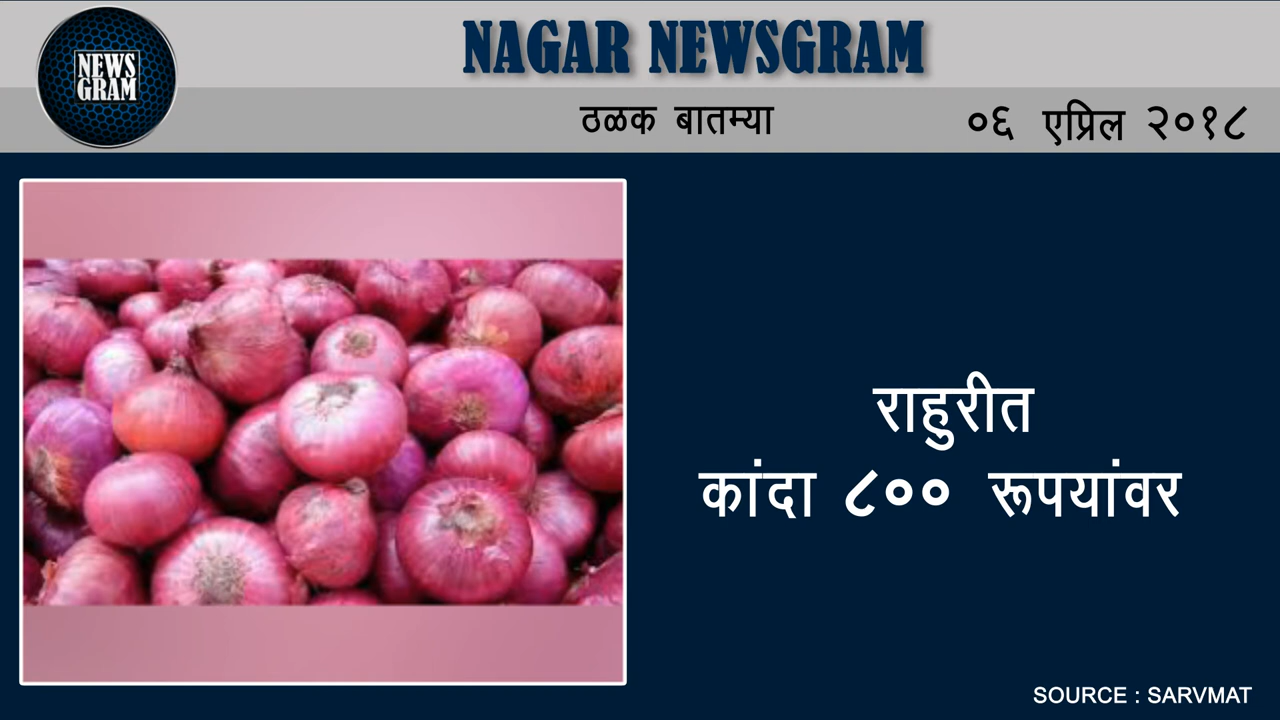 NEWS
GRAM
NAGAR NEWSGRAM
ठळक बातम्या
०६ एप्रिल २०१८
राहुरीत
कांदा ८०० रूपयांवर
SOURCE : SARVMAT